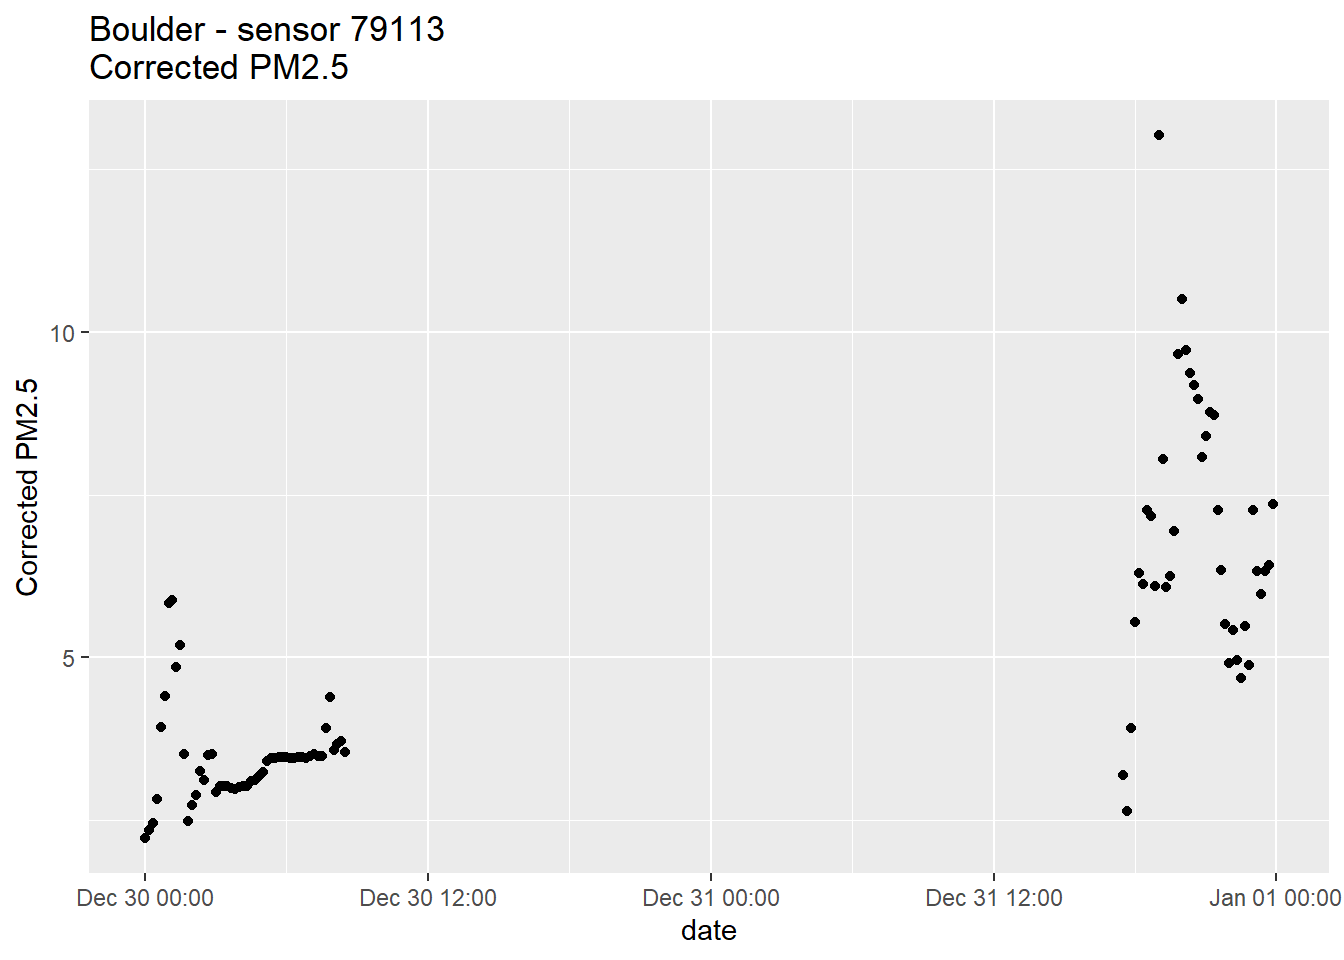 Boulder - sensor 79113
Corrected PM2.5
Corrected PM2.5
10
5
Dec 30 00:00
Dec 30 12:00
Dec 31 00:00
Dec 31 12:00
Jan 01 00:00
date